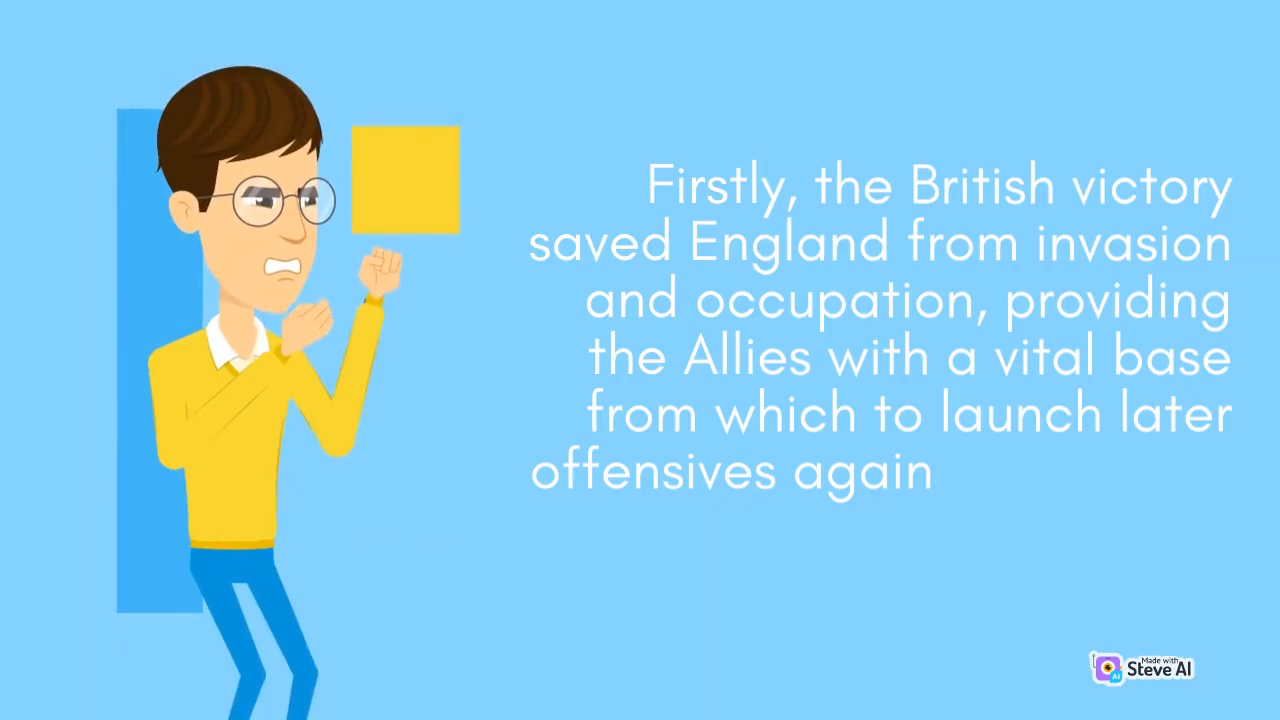 Firstly, the British victory
saved England from invasion
and occupation, providing
the Allies with a vital base
from which to launch later
offensives again
Made with
Steve AI
AI